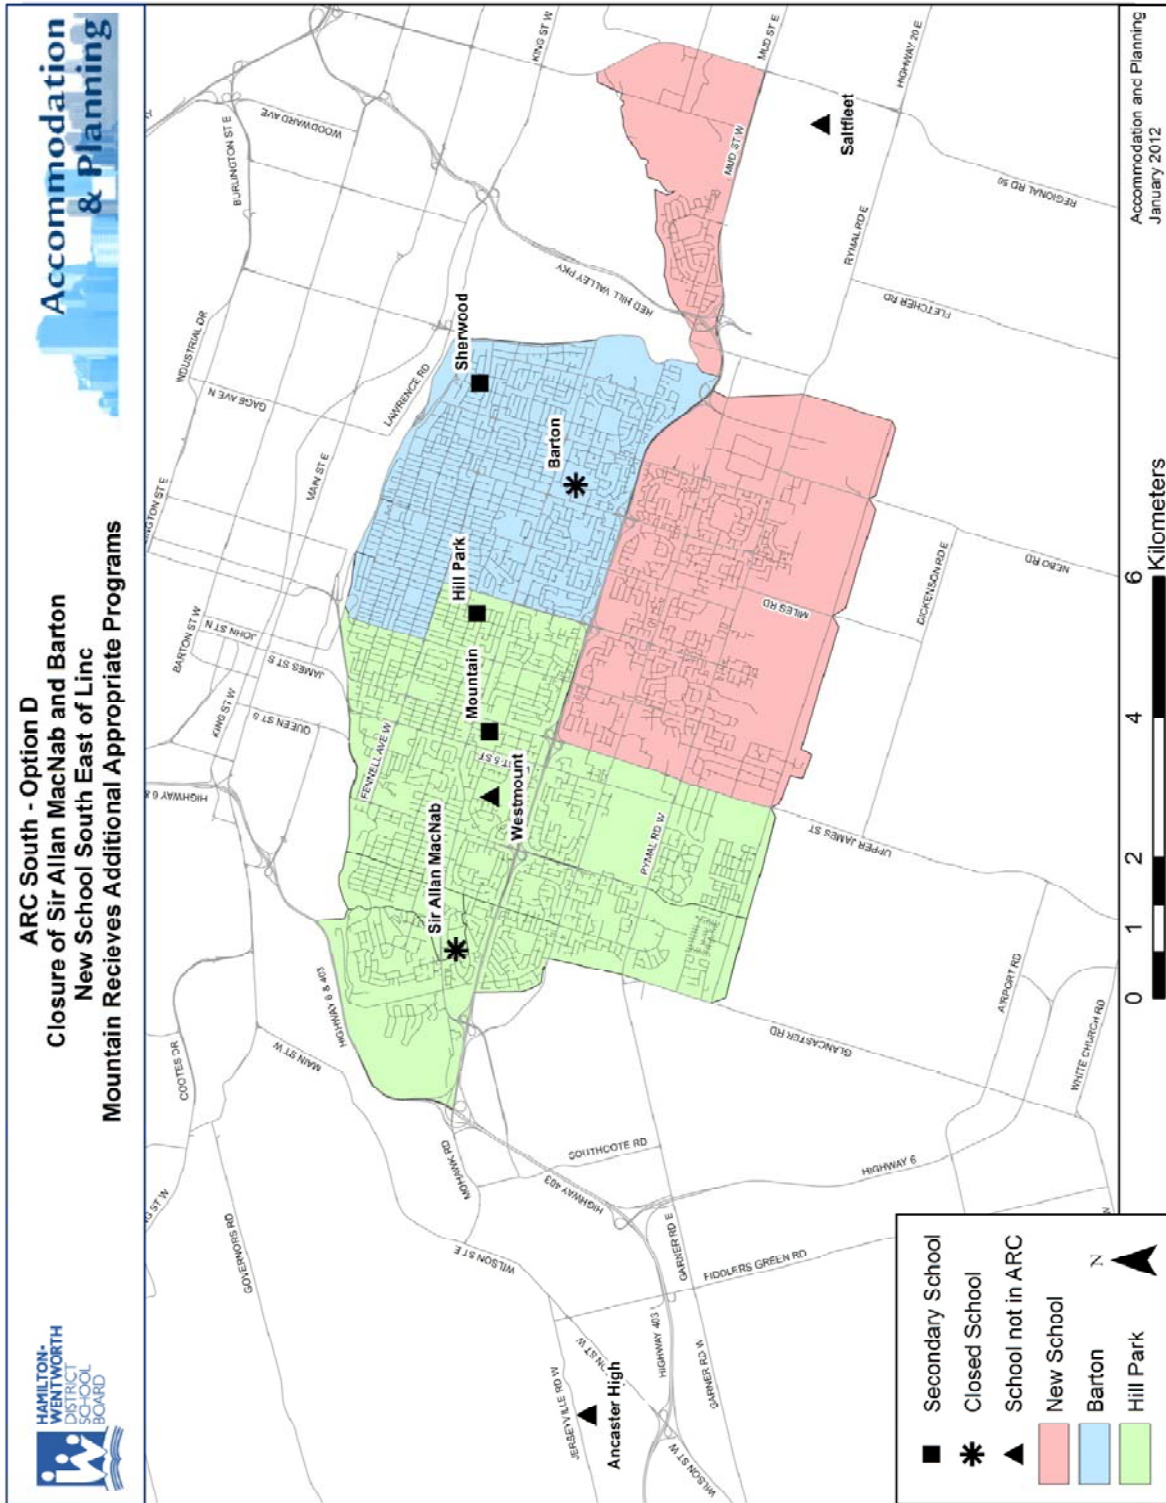 HAMILTON-
WENTWORTH
DISTRICT
SCHOOL
BOARD
ARC South - Option D
Closure of Sir Allan MacNab and Barton
New School South East of Linc
Mountain Recieves Additional Appropriate Programs
Accommodation
& Planning
COOTES DR
GOVERNORS RD
MAIN ST W
HIGHWAY 6 & 403
HIGHWAY 6 &
KING ST W
QUEEN ST S
JAMES ST S
JOHN ST N
BARTON ST W
INDUSTRIAL DR
GAGE AVE N
MAIN ST E
LAWRENCE RD
BURLINGTON ST E
WOODWARD AVE
KING ST W
MUD ST E
HIGHWAY 20 E
FENNELL AVE W
Sir Allan MacNab
Westmount
Mountain
Hill Park
Barton
Sherwood
RED HILL VALLEY PKY
MUD ST W
Saltfleet
MOHAWK RD
SOUTHCOTE RD
HIGHWAY 403
WILSON ST E
JERSEYVILLE RD W
Ancaster High
HIGHWAY 403
GARNER RD E
GARNER RD W
WILSON ST W
FIDDLERS GREEN RD
HIGHWAY 6
GLANCASTER RD
RYMAL RD W
UPPER JAMES ST
MILES RD
DICKENSON RD E
NEBO RD
FLETCHER RD
RYMAL RD E
REGIONAL RD 56
AIRPORT RD
WHITE CHURCH RD
Secondary School
Closed School
School not in ARC
New School
Barton
Hill Park
N
0 1 2 4 6
Kilometers
Accommodation and Planning
January 2012